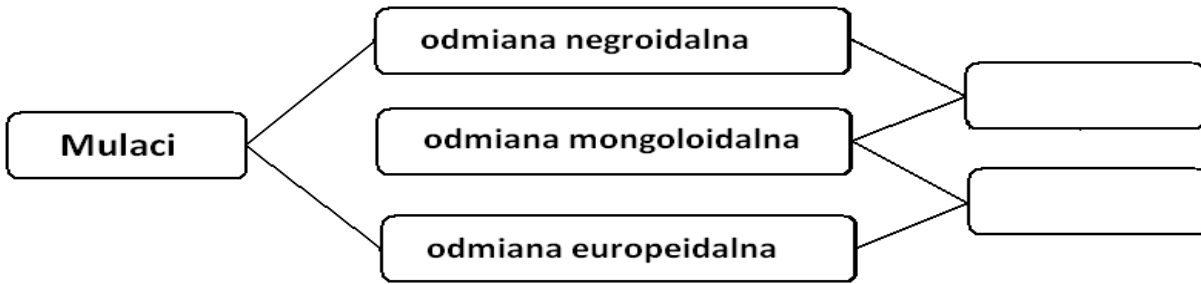 odmiana negroidalna
Mulaci
odmiana mongoloidalna
odmiana europeidalna